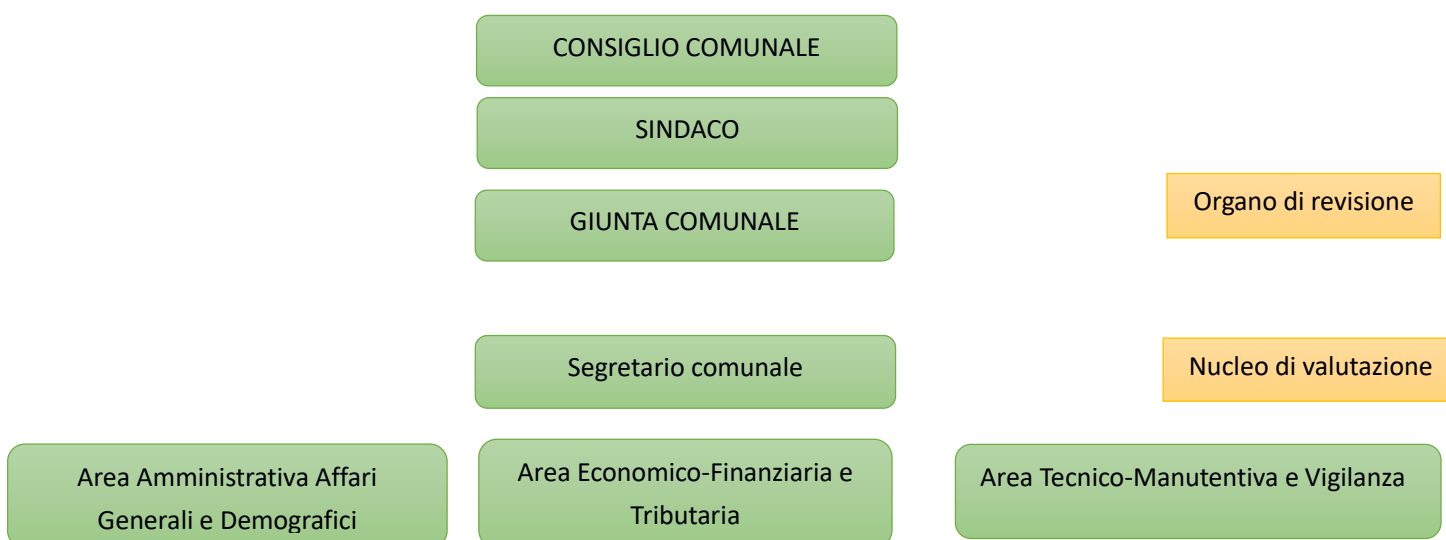 CONSIGLIO COMUNALE
SINDACO
GIUNTA COMUNALE
Organo di revisione
Segretario comunale
Nucleo di valutazione
Area Amministrativa Affari
Generali e Demografici
Area Economico-Finanziaria e
Tributaria
Area Tecnico-Manutentiva e Vigilanza